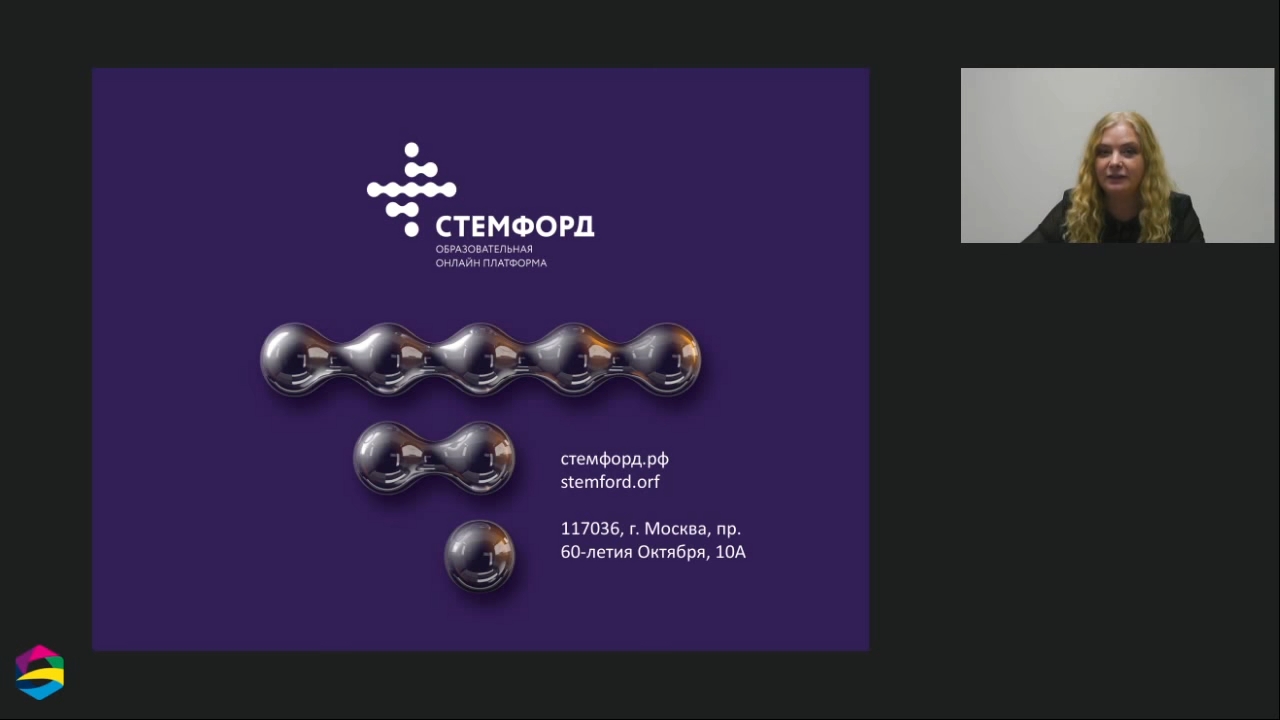 СТЕМФОРД
ОБРАЗОВАТЕЛЬНАЯ
ОНЛАЙН ПЛАТФОРМА
стемфорд.рф
stemford.orf
117036, г. Москва, пр.
60-летия Октября, 10А